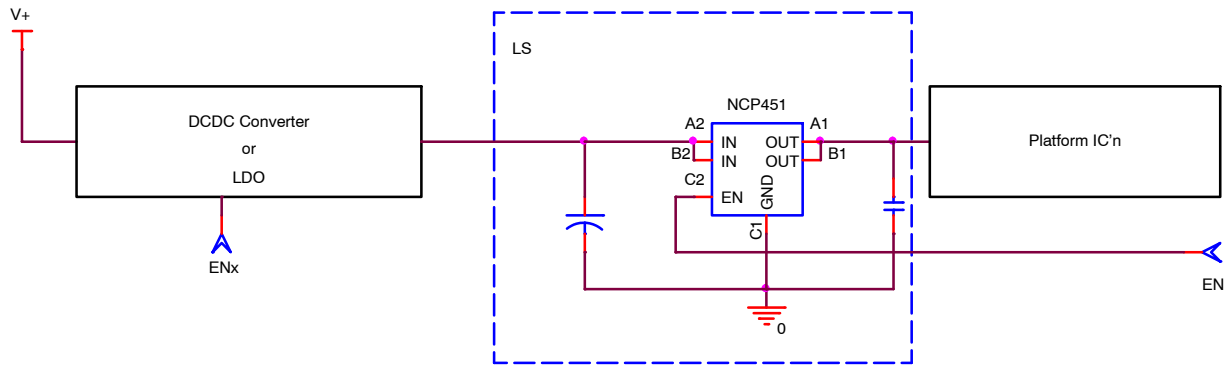 V+
LS
DCDC Converter
or
LDO
ENx
NCP451
A2
A1
IN
OUT
B2
B1
IN
OUT
C2
EN
GND
C1
0
Platform IC'n
EN